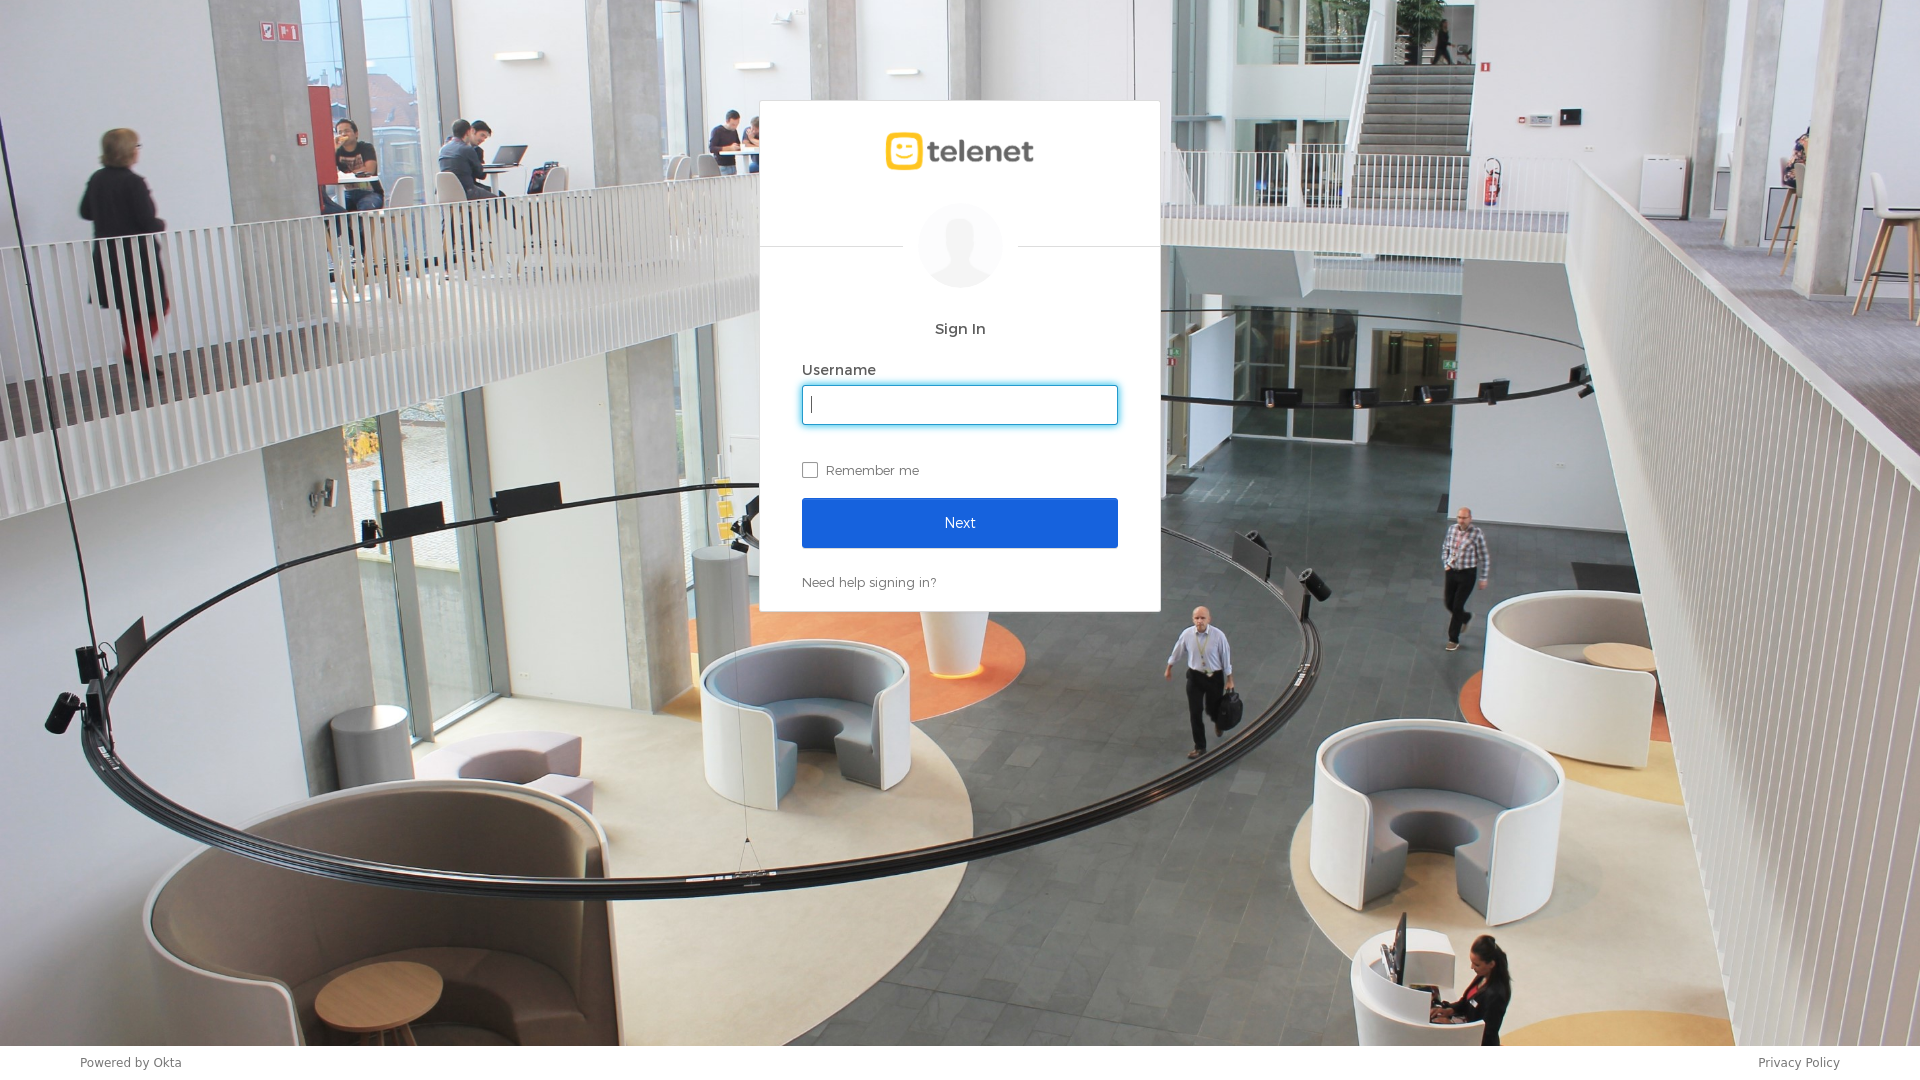 telenet
Sign In
Username
Remember me
Next
Need help signing in?
Powered by Okta
Privacy Policy